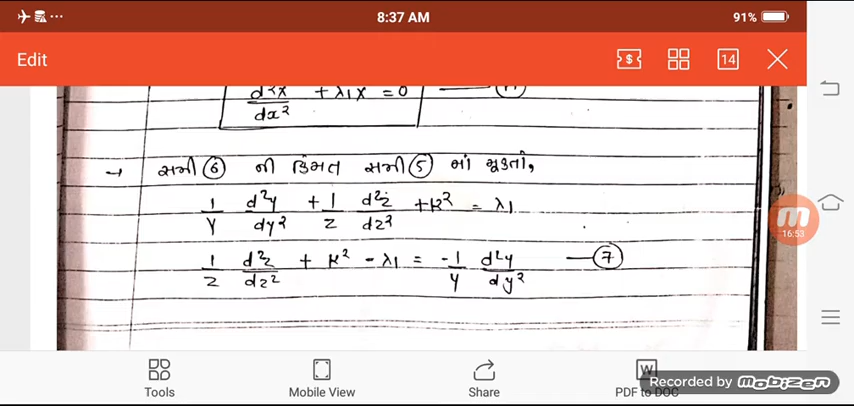 8:37 AM
91%
Edit
$
14
d²x/dx² + λ₁x = 0
→ સમી ⑥ ની કિંમત સમી ⑤ માં મૂકતાં,
1/Y d²y/dy² + 1/Z d²z/dz² + K² = λ₁
1/Z d²z/dz² + K² - λ₁ = -1/Y d²y/dy² — ⑦
M
16:53
Tools
Mobile View
Share
W
PDF to DOC
Recorded by mobizen